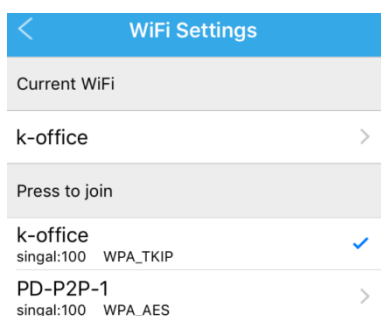 WiFi Settings
Current WiFi
k-office
Press to join
k-office
singal:100 WPA_TKIP
PD-P2P-1
singal:100 WPA_AES